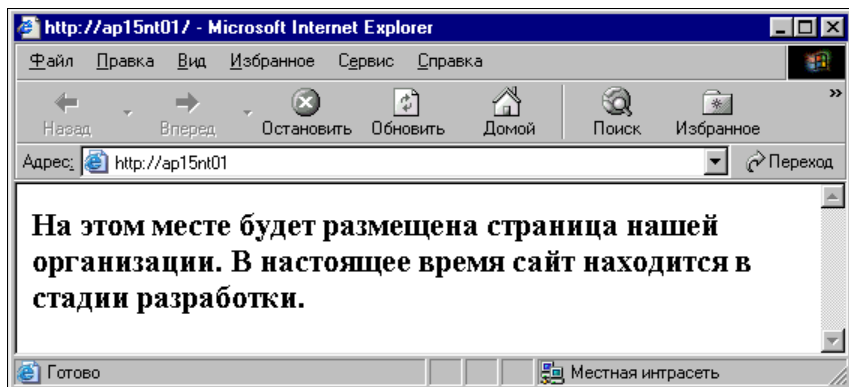 http://ap15nt01/ - Microsoft Internet Explorer
Файл Правка Вид Избранное Сервис Справка
Назад Вперед Остановить Обновить Домой Поиск Избранное »
Адрес: http://ap15nt01 Переход
На этом месте будет размещена страница нашей
организации. В настоящее время сайт находится в
стадии разработки.
Готово Местная интрасеть